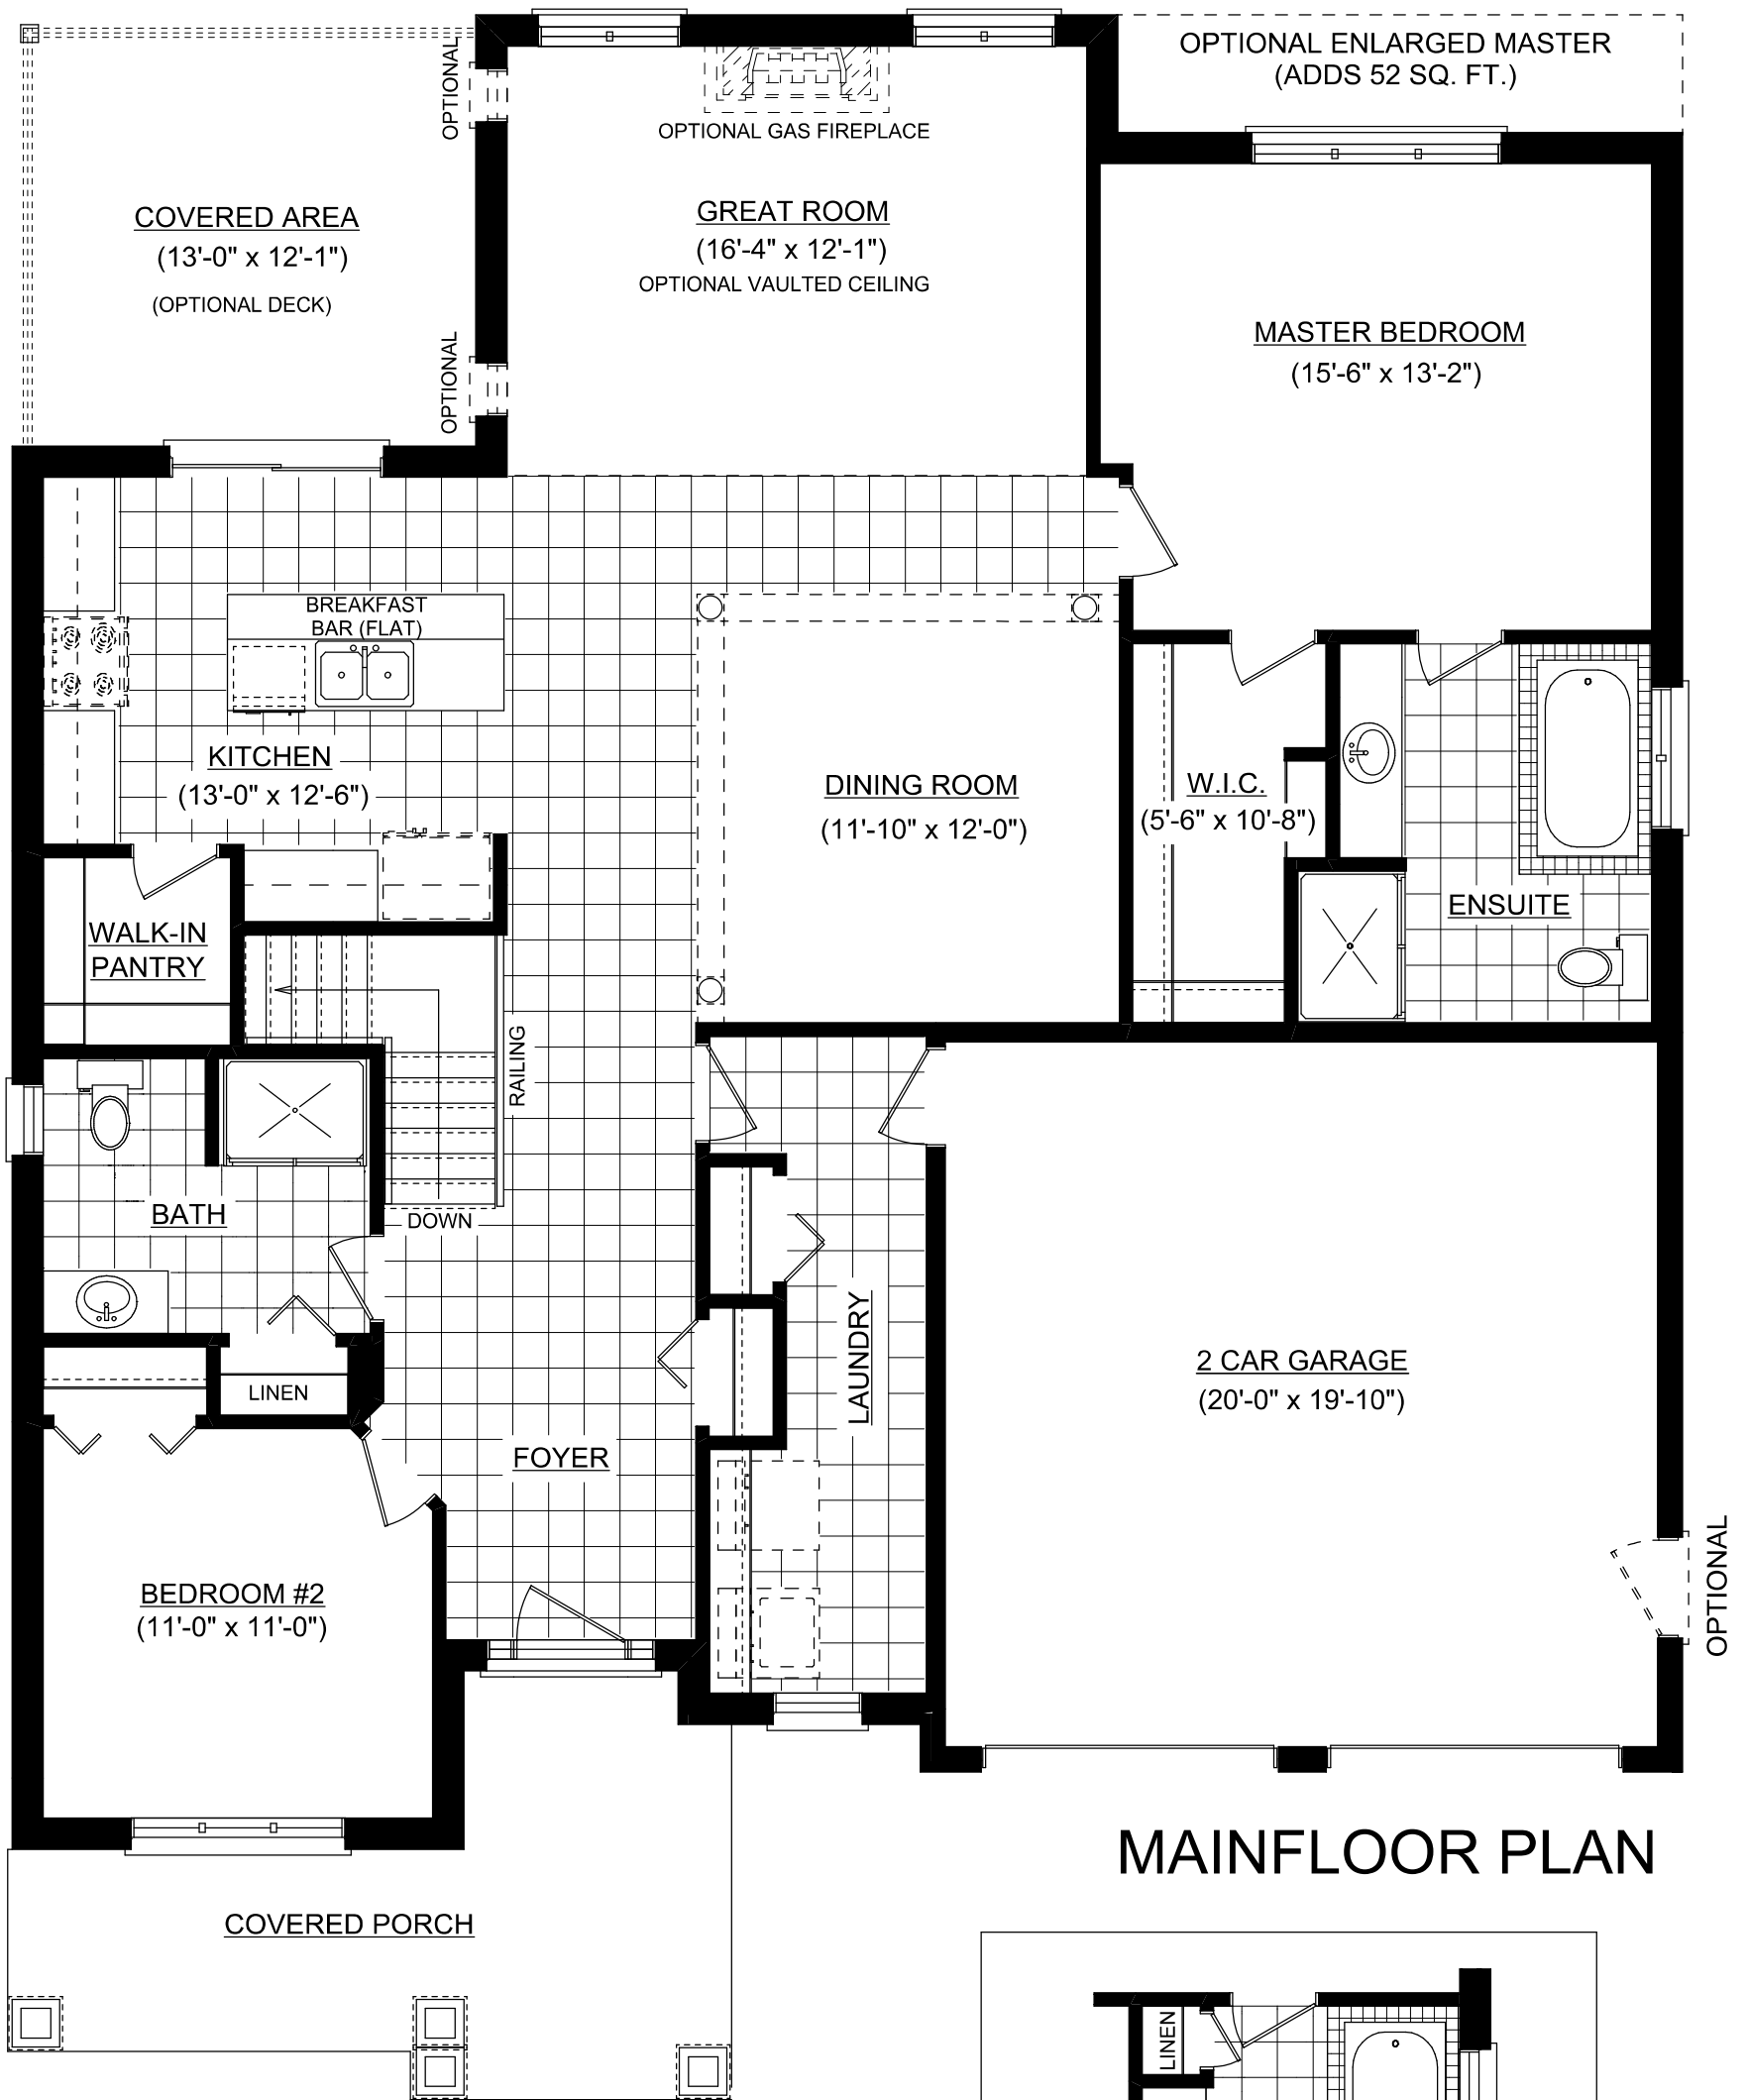 OPTIONAL ENLARGED MASTER
(ADDS 52 SQ. FT.)
OPTIONAL
OPTIONAL GAS FIREPLACE
COVERED AREA
(13'-0" x 12'-1")
(OPTIONAL DECK)
GREAT ROOM
(16'-4" x 12'-1")
OPTIONAL VAULTED CEILING
MASTER BEDROOM
(15'-6" x 13'-2")
OPTIONAL
BREAKFAST
BAR (FLAT)
KITCHEN
(13'-0" x 12'-6")
DINING ROOM
(11'-10" x 12'-0")
W.I.C.
(5'-6" x 10'-8")
ENSUITE
WALK-IN
PANTRY
RAILING
BATH
DOWN
LINEN
LAUNDRY
2 CAR GARAGE
(20'-0" x 19'-10")
FOYER
BEDROOM #2
(11'-0" x 11'-0")
OPTIONAL
MAINFLOOR PLAN
COVERED PORCH
LINEN